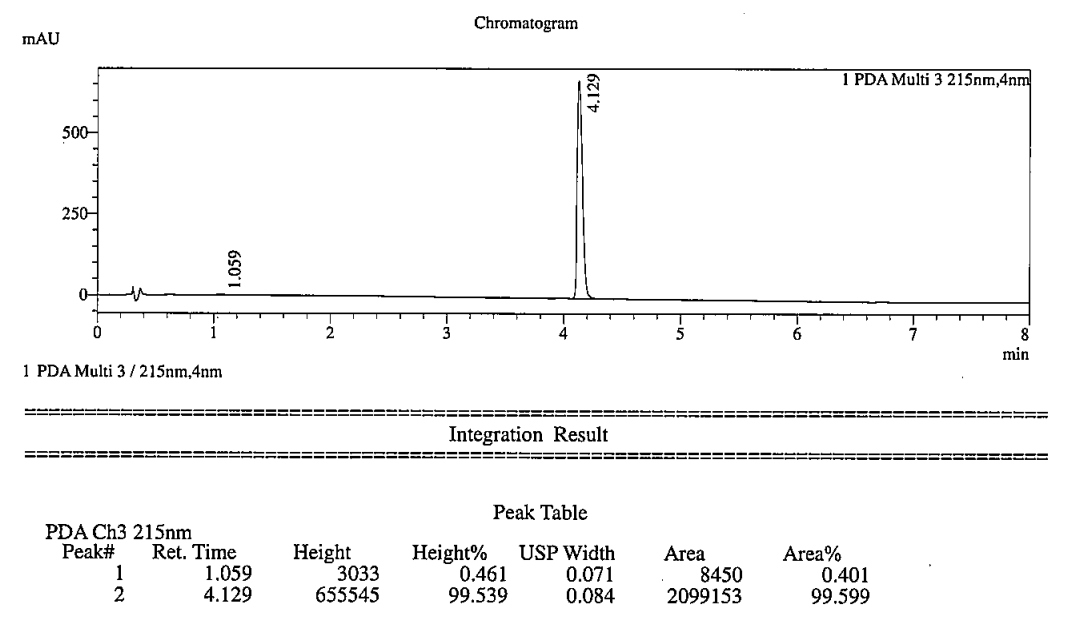 Chromatogram
mAU
1 PDA Multi 3 215nm,4nm
4.129
500
250
1.059
0
0 1 2 3 4 5 6 7 8
min
1 PDA Multi 3 / 215nm,4nm
Integration Result
Peak Table
PDA Ch3 215nm
Peak# Ret. Time Height Height% USP Width Area Area%
1 1.059 3033 0.461 0.071 8450 0.401
2 4.129 655545 99.539 0.084 2099153 99.599